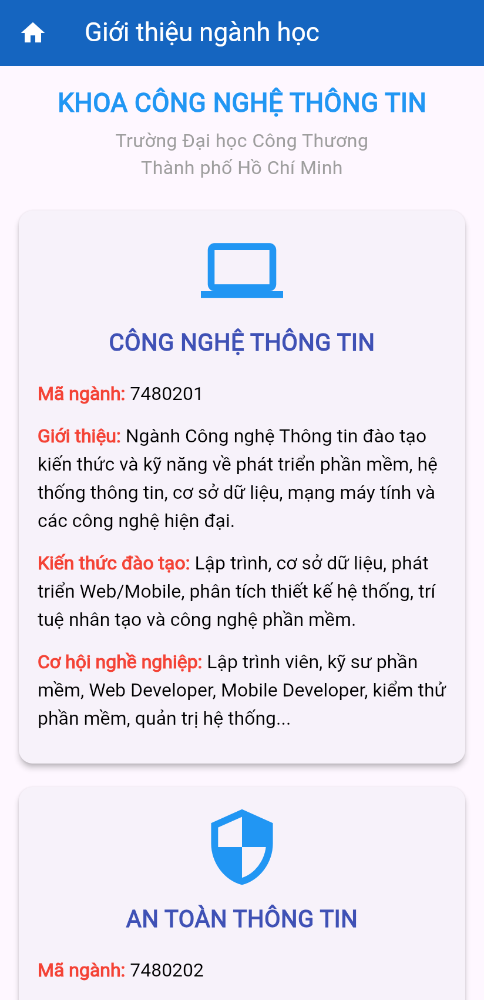 Giới thiệu ngành học
KHOA CÔNG NGHỆ THÔNG TIN
Trường Đại học Công Thương
Thành phố Hồ Chí Minh
CÔNG NGHỆ THÔNG TIN
Mã ngành: 7480201
Giới thiệu: Ngành Công nghệ Thông tin đào tạo
kiến thức và kỹ năng về phát triển phần mềm, hệ
thống thông tin, cơ sở dữ liệu, mạng máy tính và
các công nghệ hiện đại.
Kiến thức đào tạo: Lập trình, cơ sở dữ liệu, phát
triển Web/Mobile, phân tích thiết kế hệ thống, trí
tuệ nhân tạo và công nghệ phần mềm.
Cơ hội nghề nghiệp: Lập trình viên, kỹ sư phần
mềm, Web Developer, Mobile Developer, kiểm thử
phần mềm, quản trị hệ thống...
AN TOÀN THÔNG TIN
Mã ngành: 7480202